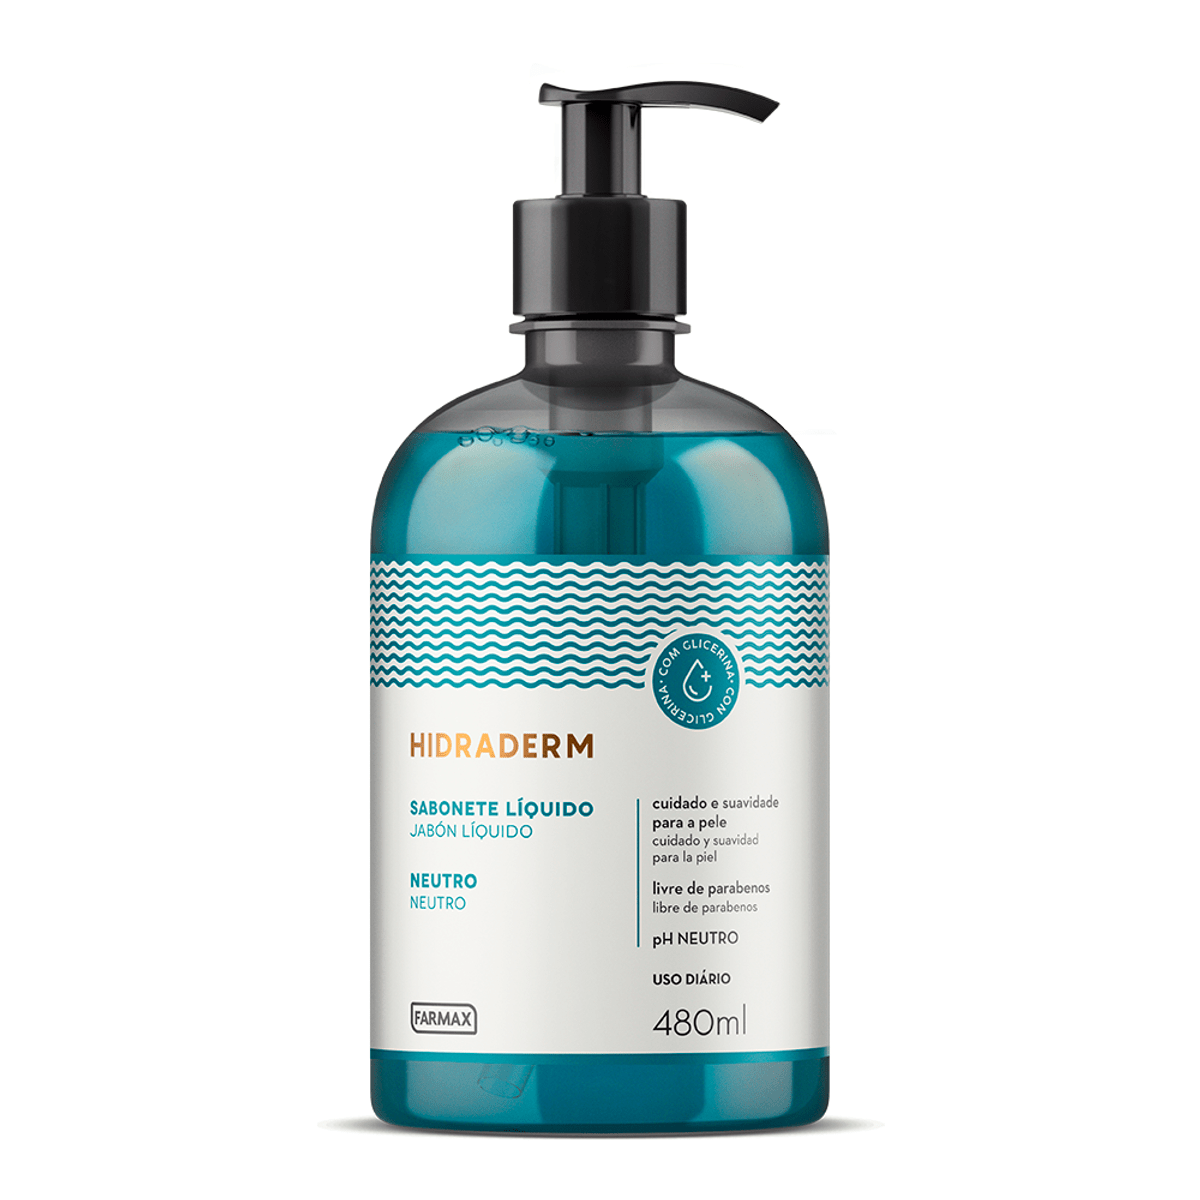 COM GLICERINA • CON GLICERINA •
HIDRADERM
SABONETE LÍQUIDO
JABÓN LÍQUIDO
NEUTRO
NEUTRO
FARMAX
cuidado e suavidade
para a pele
cuidado y suavidad
para la piel
livre de parabenos
libre de parabenos
pH NEUTRO
USO DIÁRIO
480ml